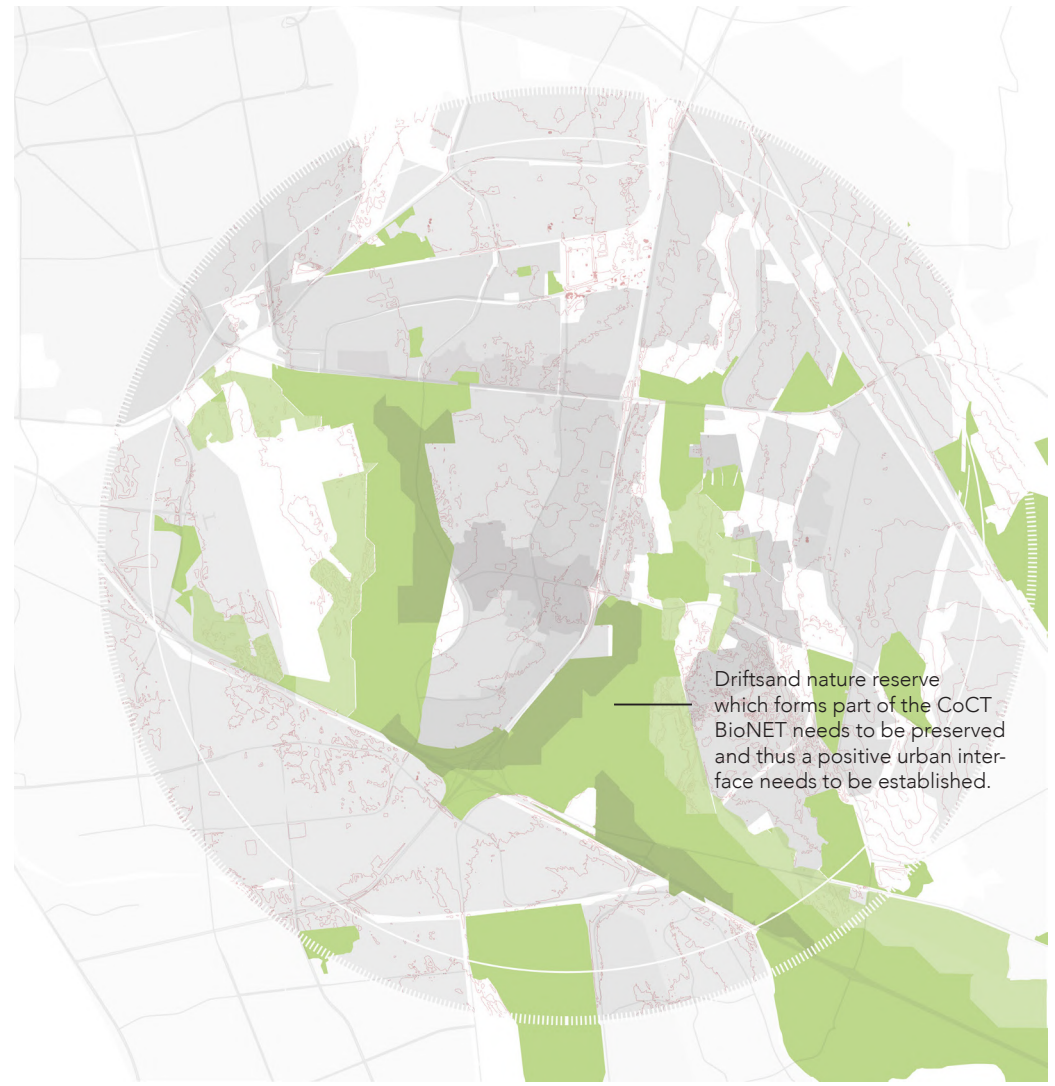 Driftsand nature reserve
which forms part of the CoCT
BioNET needs to be preserved
and thus a positive urban inter-
face needs to be established.